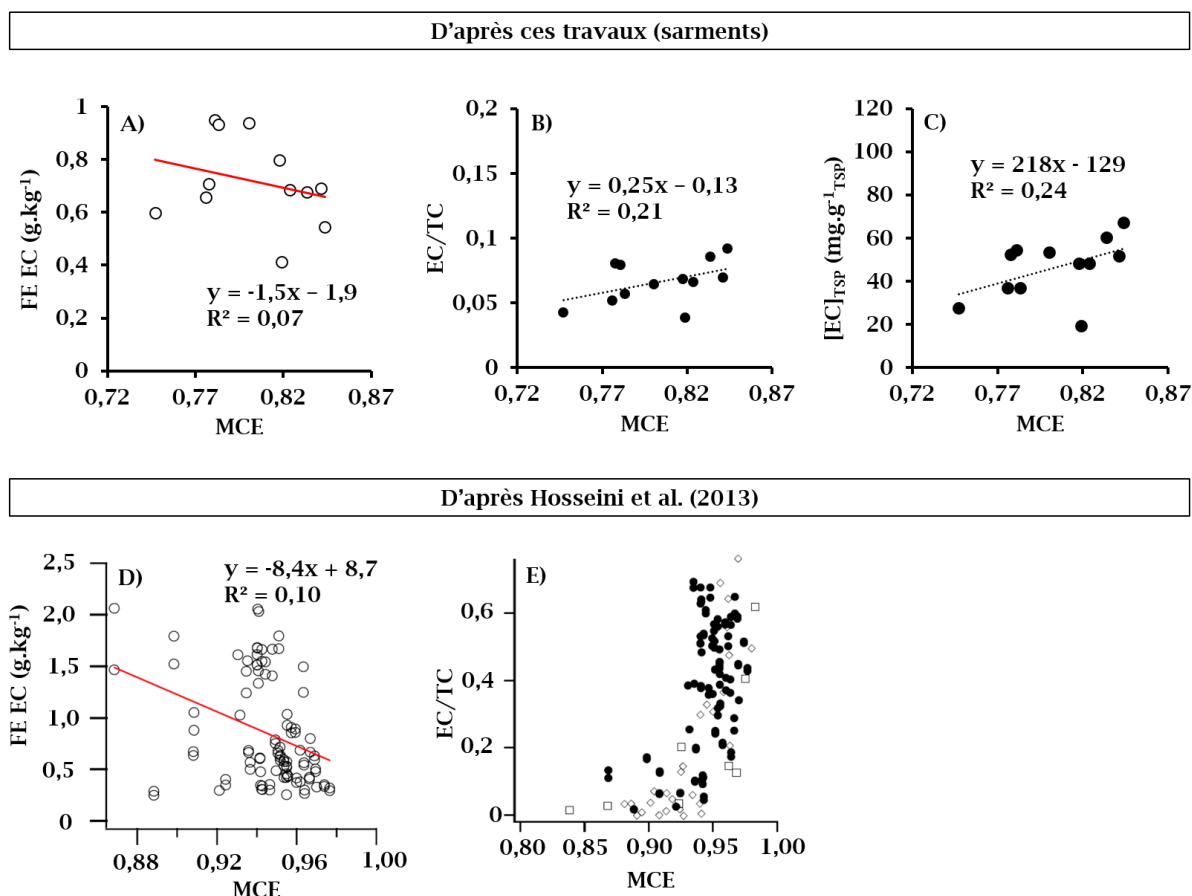 D'après ces travaux (sarments)
A)
FE EC (g.kg⁻¹)
1
0,8
0,6
0,4
0,2
0
y = -1,5x – 1,9
R² = 0,07
0,72 0,77 0,82 0,87
MCE
B)
EC/TC
0,2
0,15
0,1
0,05
0
y = 0,25x – 0,13
R² = 0,21
0,72 0,77 0,82 0,87
MCE
C)
[EC]TSP (mg.g⁻¹TSP)
120
100
80
60
40
20
0
y = 218x - 129
R² = 0,24
0,72 0,77 0,82 0,87
MCE
D'après Hosseini et al. (2013)
D)
FE EC (g.kg⁻¹)
2,5
2,0
1,5
1,0
0,5
0
y = -8,4x + 8,7
R² = 0,10
0,88 0,92 0,96 1,00
MCE
E)
EC/TC
0,6
0,4
0,2
0
0,80 0,85 0,90 0,95 1,00
MCE